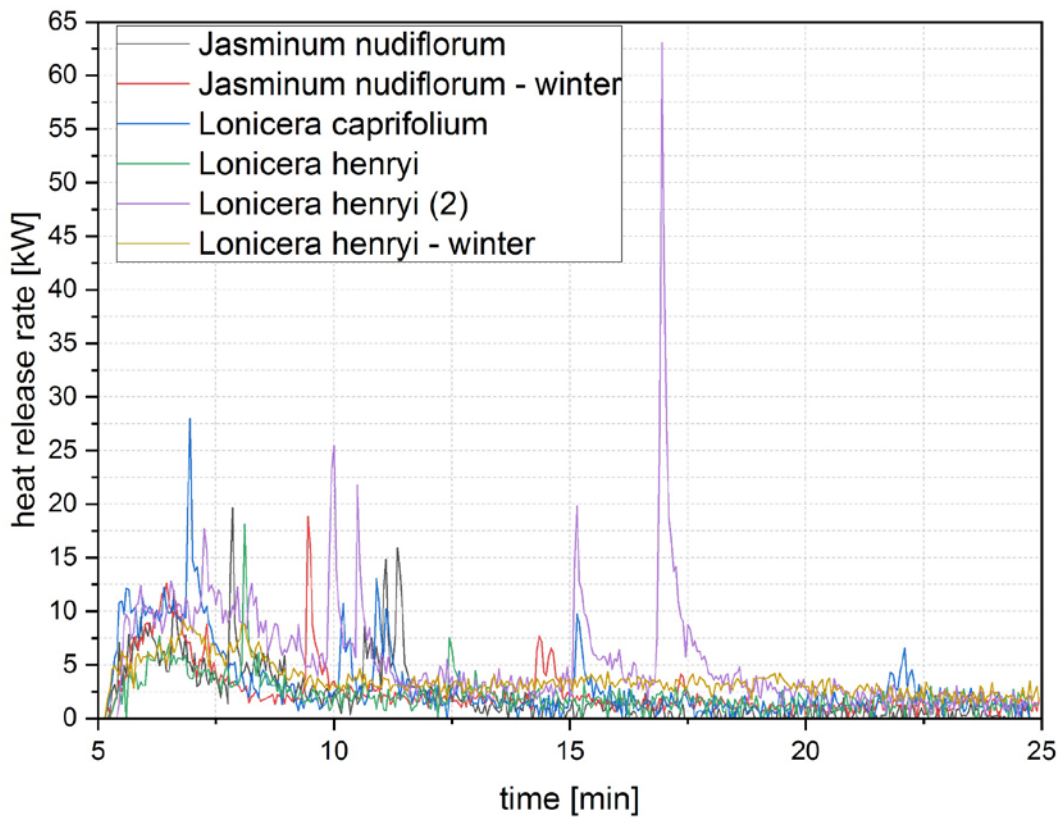 65
60
55
50
45
40
35
30
25
20
15
10
5
0
heat release rate [kW]
Jasminum nudiflorum
Jasminum nudiflorum - winter
Lonicera caprifolium
Lonicera henryi
Lonicera henryi (2)
Lonicera henryi - winter
5 10 15 20 25
time [min]